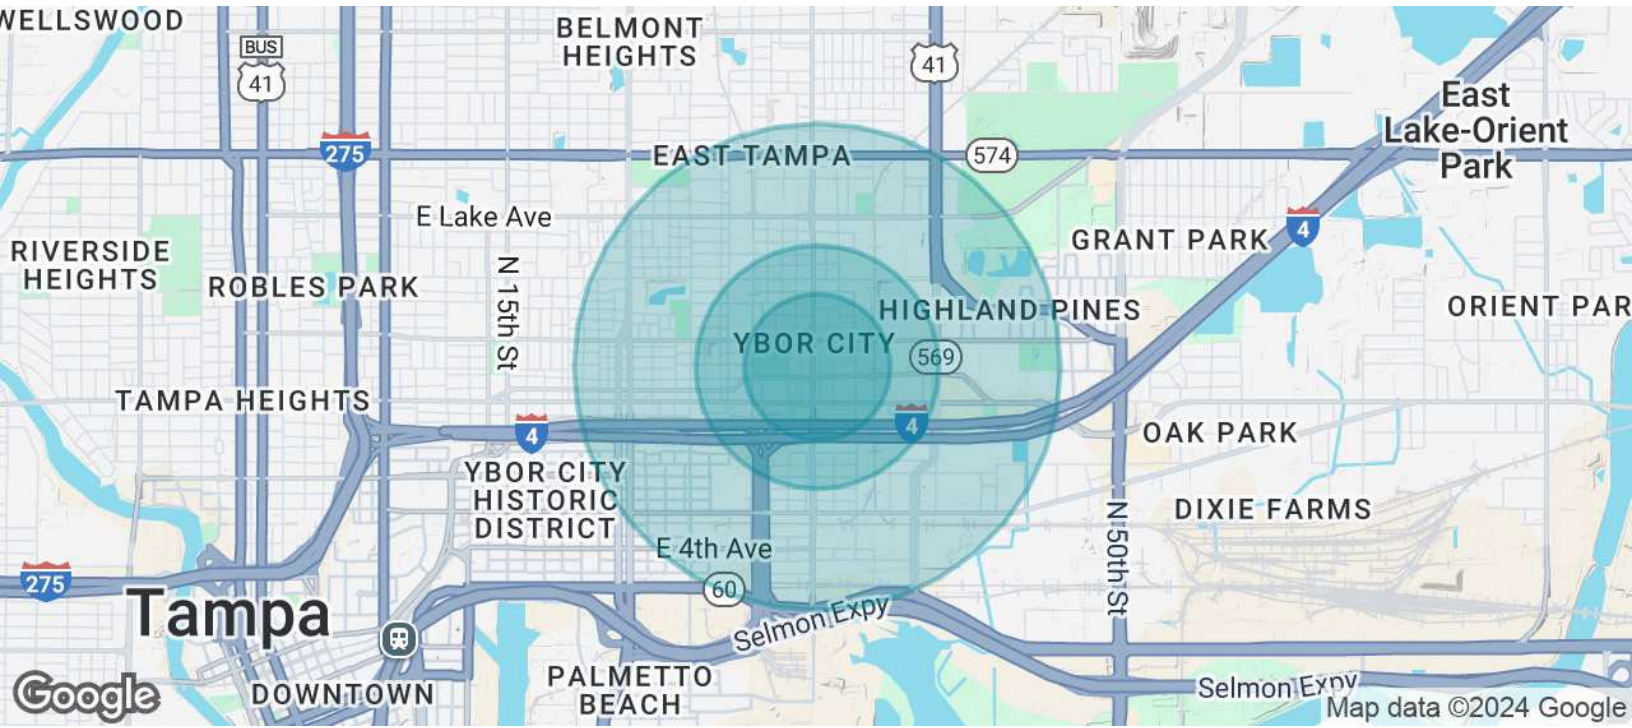 WELLSWOOD
BUS
41
BELMONT
HEIGHTS
41
East
Lake-Orient
Park
275
EAST TAMPA
574
E Lake Ave
4
GRANT PARK
RIVERSIDE
HEIGHTS
ROBLES PARK
N 15th St
HIGHLAND PINES
ORIENT PAR
YBOR CITY
569
TAMPA HEIGHTS
4
4
OAK PARK
YBOR CITY
HISTORIC
DISTRICT
DIXIE FARMS
N 50th St
E 4th Ave
275
60
Tampa
Selmon Expy
PALMETTO
BEACH
DOWNTOWN
Selmon Expy
Google
Map data ©2024 Google